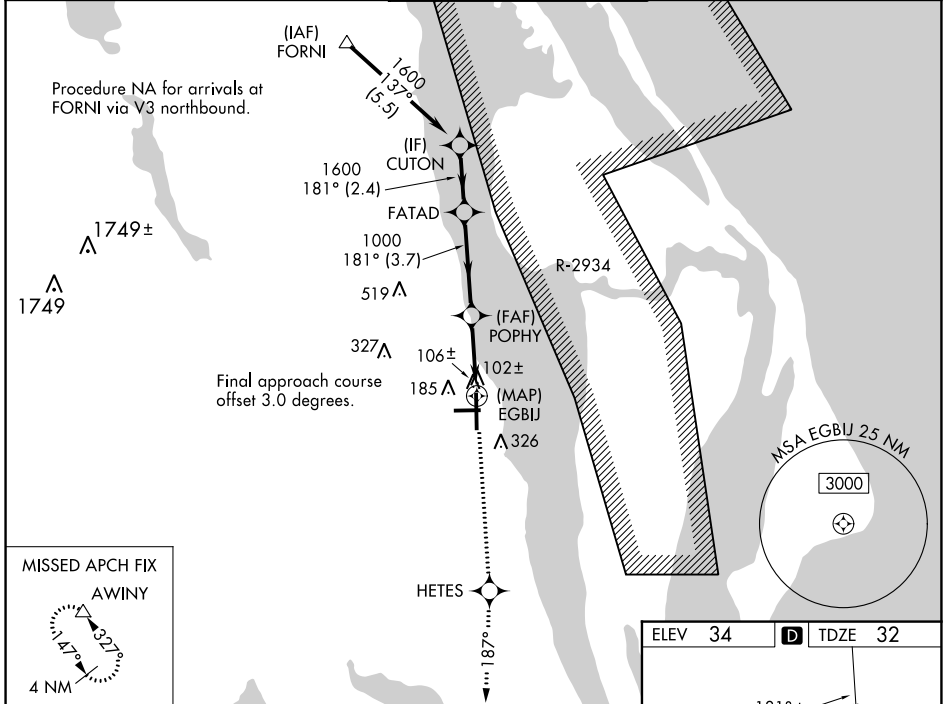 (IAF)
FORNI
1600
137°
(5.5)
Procedure NA for arrivals at
FORNI via V3 northbound.
(IF)
CUTON
1600
181° (2.4)
FATAD
1749±
1000
181° (3.7)
R-2934
519
1749
(FAF)
POPHY
327
106±
102±
Final approach course
offset 3.0 degrees.
185
(MAP)
EGBIJ
326
MSA EGBIJ 25 NM
3000
MISSED APCH FIX
AWINY
327°
147°
4 NM
HETES
187°
ELEV 34 D TDZE 32